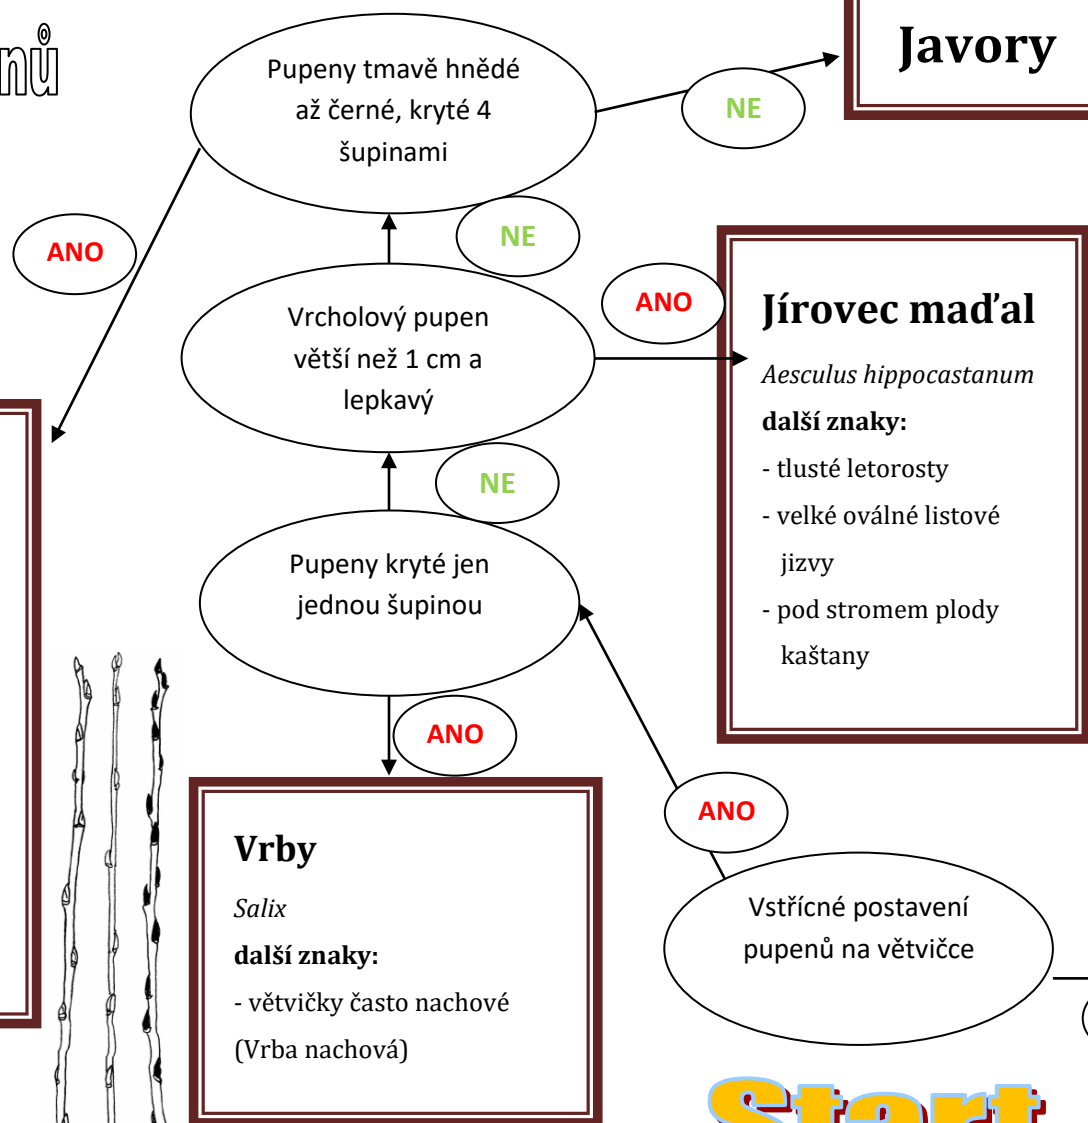 nů
Pupeny tmavě hnědé
až černé, kryté 4
šupinami
NE
Javory
ANO
NE
Vrcholový pupen
větší než 1 cm a
lepkavý
ANO
Jírovec maďal
Aesculus hippocastanum
další znaky:
- tlusté letorosty
- velké oválné listové
jizvy
- pod stromem plody
kaštany
NE
Pupeny kryté jen
jednou šupinou
ANO
Vrby
Salix
další znaky:
- větvičky často nachové
(Vrba nachová)
ANO
Vstřícné postavení
pupenů na větvičce
Start